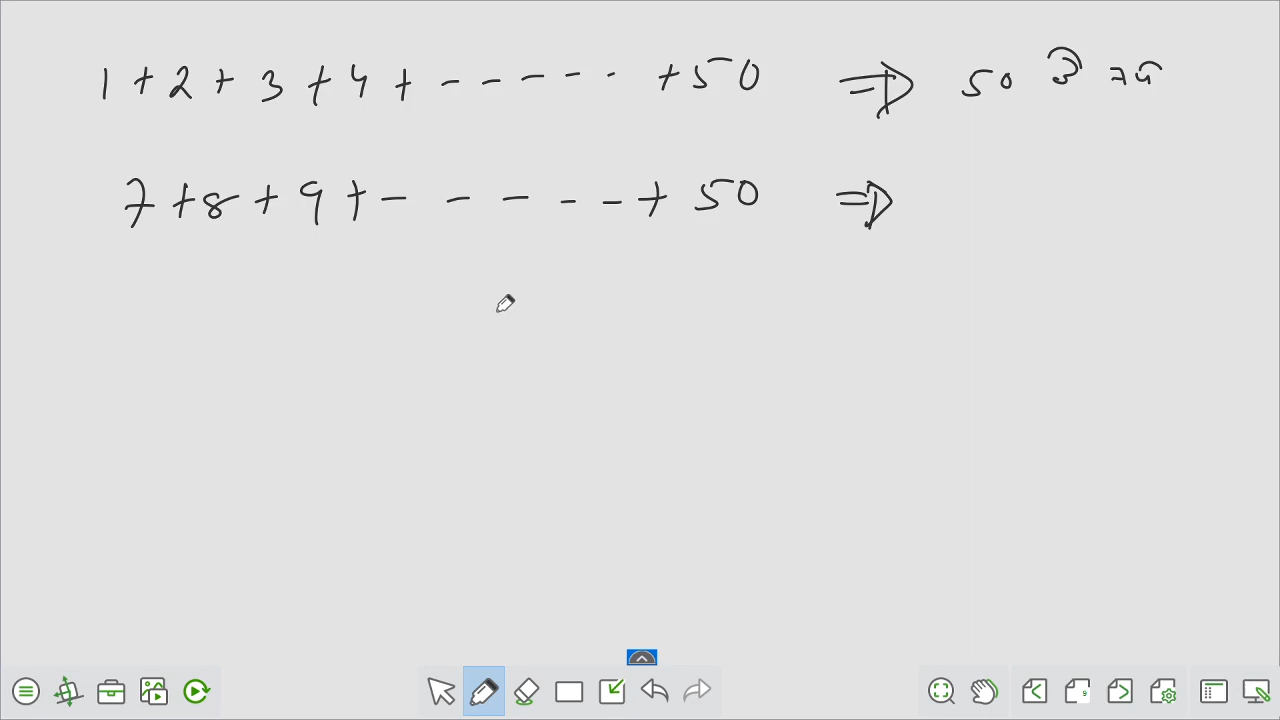 1 + 2 + 3 + 4 + ------ + 50 ⇒ 50
7 + 8 + 9 + ------ + 50 ⇒